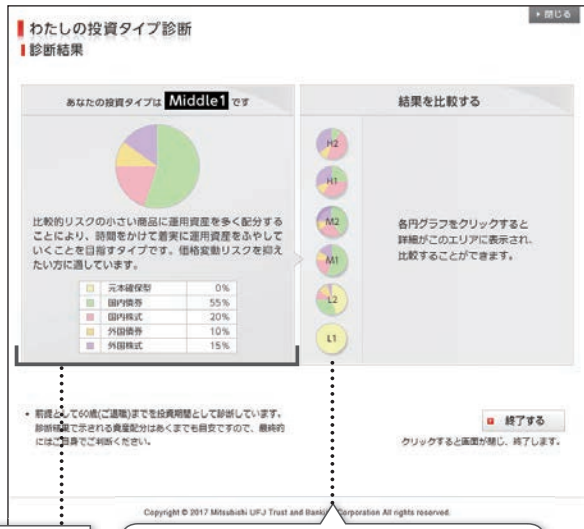 閉じる
わたしの投資タイプ診断
診断結果
あなたの投資タイプは Middle1 です
比較的リスクの小さい商品に運用資産を多く配分する
ことにより、時間をかけて着実に運用資産をふやして
いくことを目指すタイプです。価格変動リスクを抑え
たい方に適しています。
元本確保型 0%
国内債券 55%
国内株式 20%
外国債券 10%
外国株式 15%
結果を比較する
H2
H1
M2
M1
L2
L1
各円グラフをクリックすると
詳細がこのエリアに表示され、
比較することができます。
・ 前提として60歳(ご退職)までを投資期間として診断しています。
診断結果で示される資産配分はあくまでも目安ですので、最終的
にはご自身でご判断ください。
終了する
クリックすると画面が閉じ、終了します。
Copyright © 2017 Mitsubishi UFJ Trust and Banking Corporation All rights reserved.